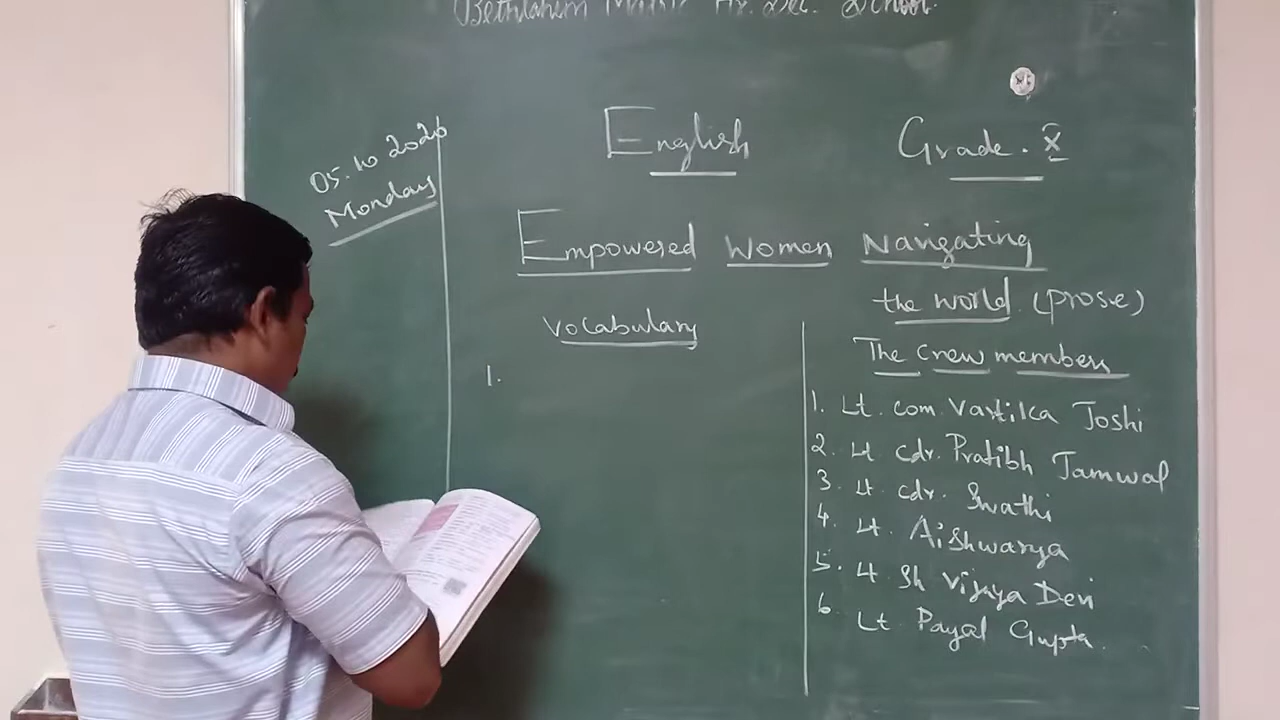 Bethlahem Matric Hr. Sec. School.
05.10 2020
Monday
English
Grade. X
Empowered Women Navigating
the world (prose)
Vocabulary
1.
The crew members
1. Lt. com Vartika Joshi
2. Lt cdr. Pratibh Jamwal
3. Lt. cdr. Swathi
4. Lt. Aishwarya
5. Lt Sh Vijaya Devi
6 Lt Payal Gupta.